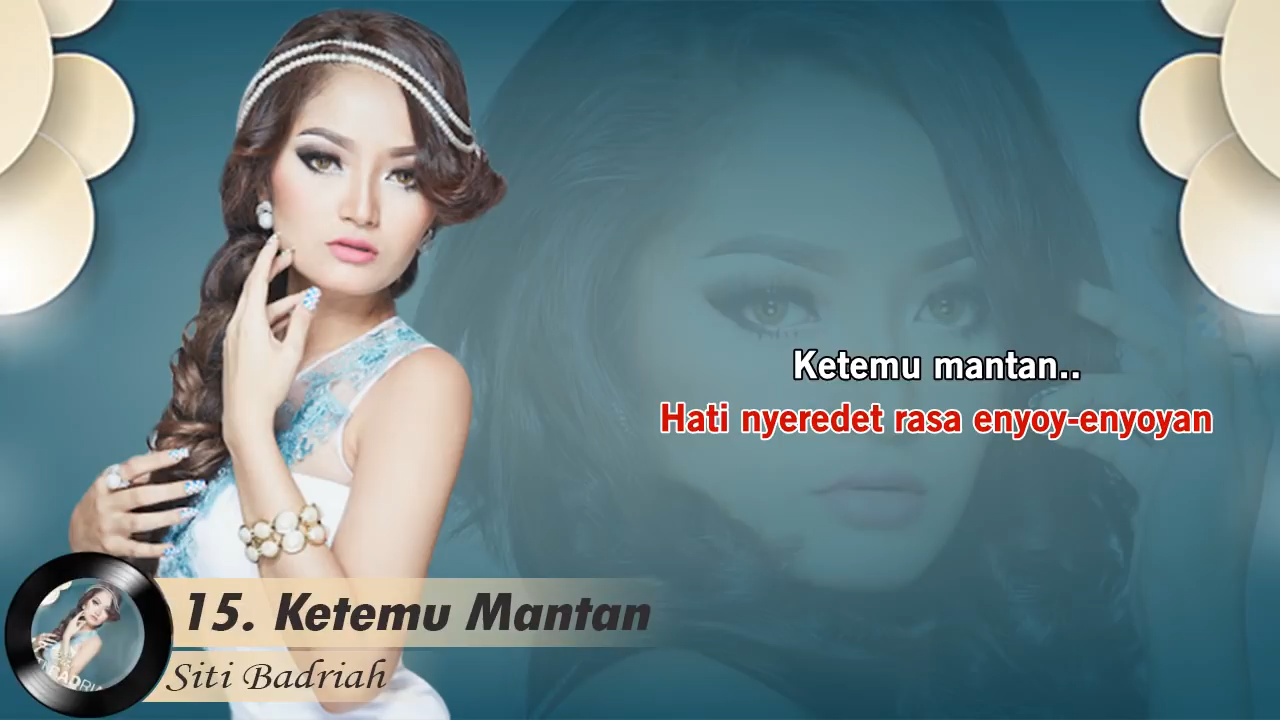 Ketemu mantan..
Hati nyeredet rasa enyoy-enyoyan
15. Ketemu Mantan
Siti Badriah